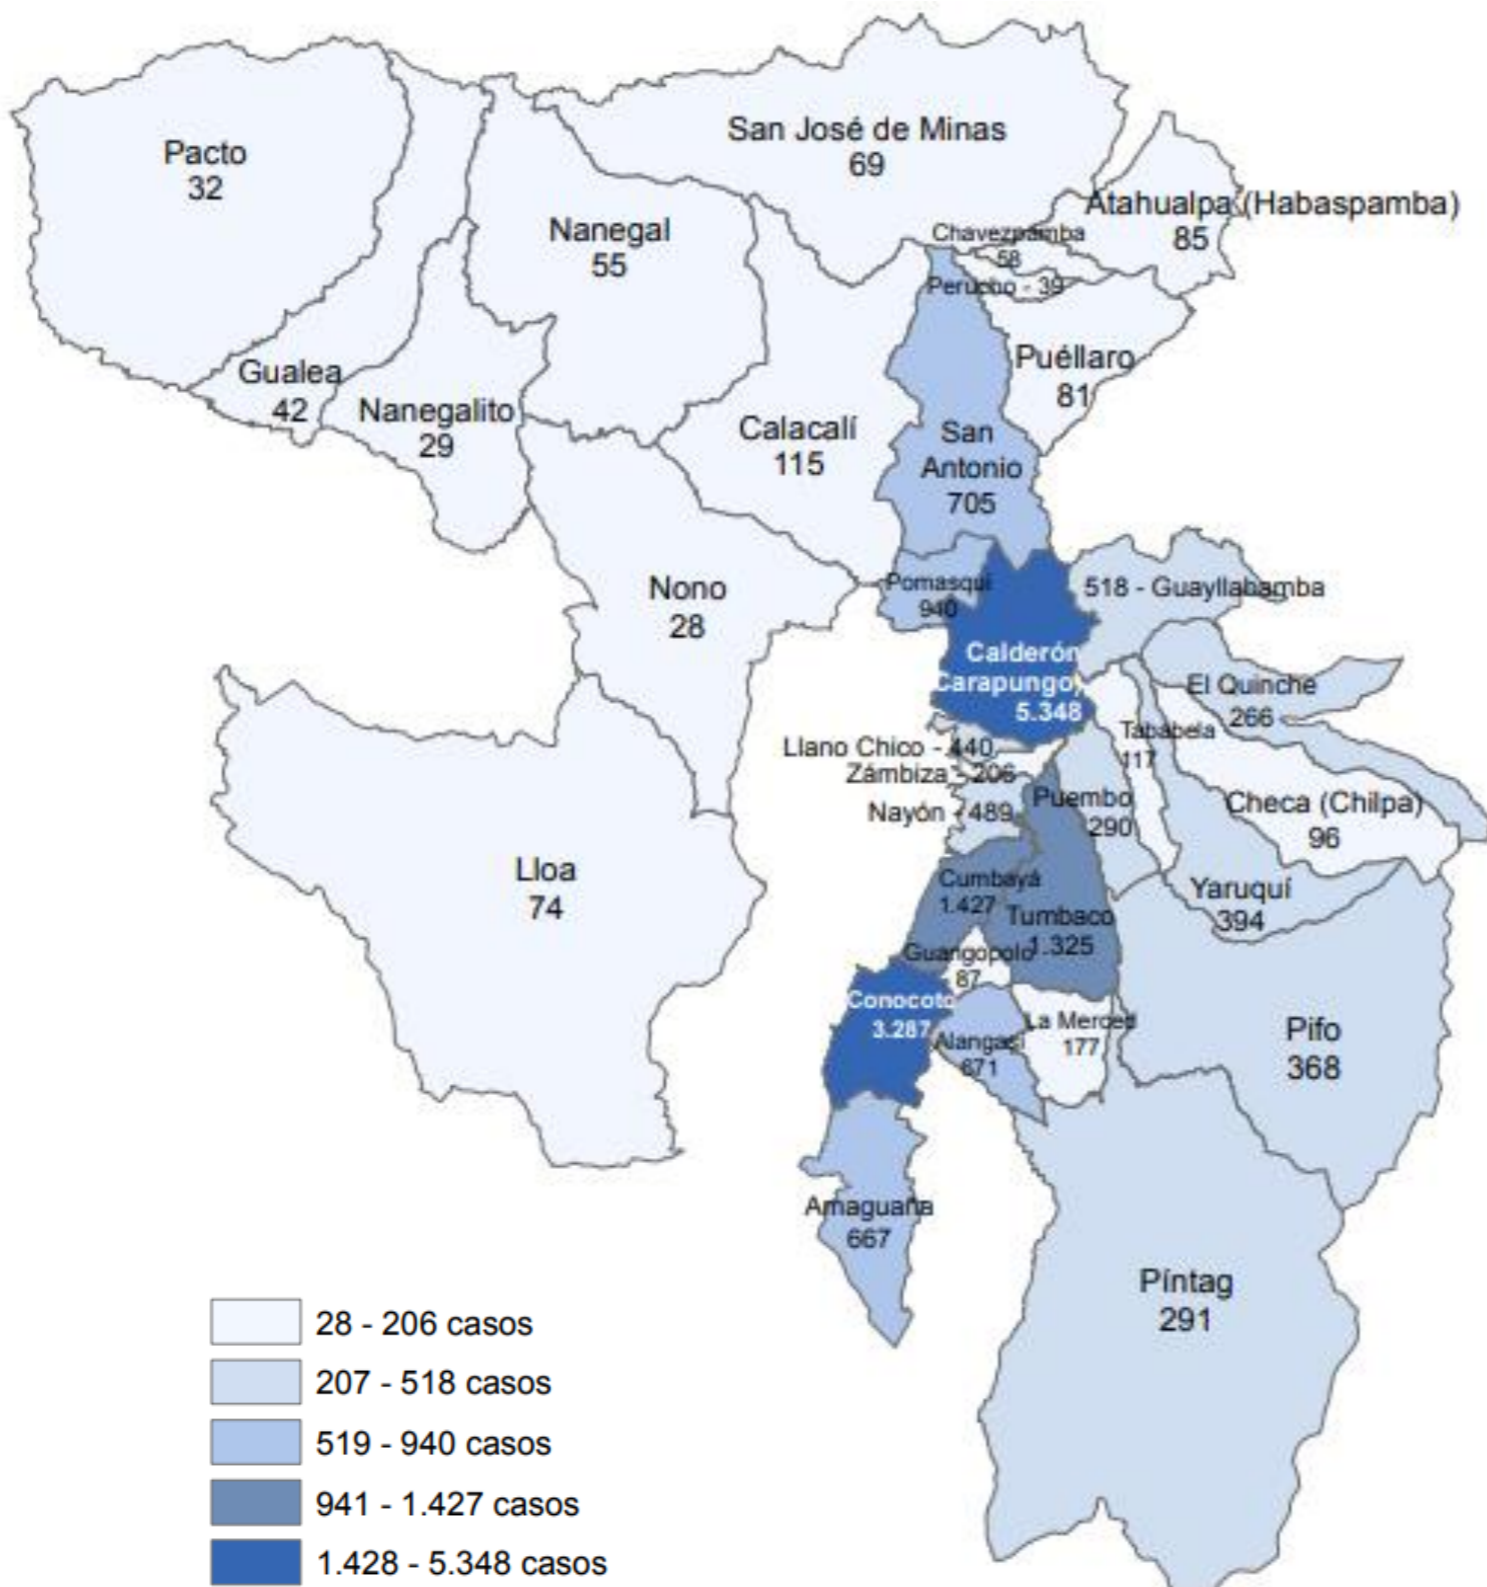 San José de Minas
69
Pacto
32
Atahualpa (Habaspamba)
85
Nanegal
55
Chavezpamba
58
Perucho - 39
Puéllaro
81
Gualea
42
Nanegalito
29
Calacalí
115
San
Antonio
705
Pomasqui
940
518 - Guayllabamba
Nono
28
Calderón
Carapungo)
5.348
El Quinche
266
Tababela
117
Llano Chico - 440
Zámbiza - 206
Nayón - 489
Puembo
290
Checa (Chilpa)
96
Lloa
74
Cumbayá
1.427
Tumbaco
1.325
Yaruquí
394
Guangopolo
87
Conocoto
3.287
Alangasí
671
La Merced
177
Pifo
368
Amaguaña
667
Píntag
291
28 - 206 casos
207 - 518 casos
519 - 940 casos
941 - 1.427 casos
1.428 - 5.348 casos